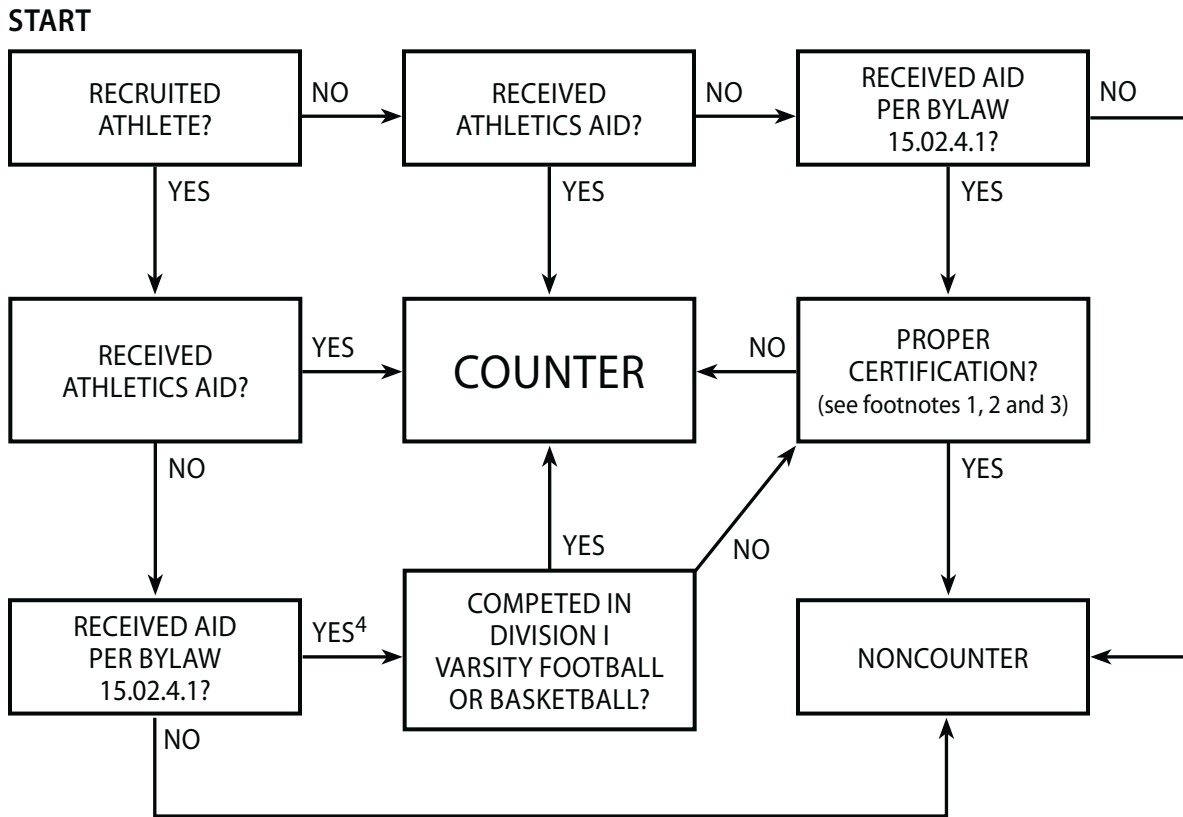 START
RECRUITED
ATHLETE?
NO
RECEIVED
ATHLETICS AID?
NO
RECEIVED AID
PER BYLAW
15.02.4.1?
NO
YES
YES
YES
RECEIVED
ATHLETICS AID?
YES
COUNTER
NO
PROPER
CERTIFICATION?
(see footnotes 1, 2 and 3)
NO
YES
NO
YES
RECEIVED AID
PER BYLAW
15.02.4.1?
YES⁴
COMPETED IN
DIVISION I
VARSITY FOOTBALL
OR BASKETBALL?
NONCOUNTER
NO